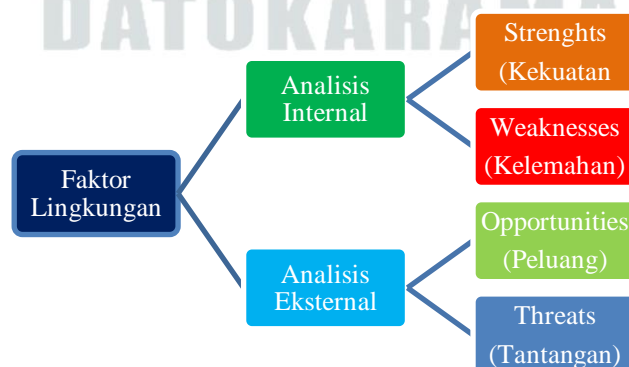 DATOKARAMA
Faktor
Lingkungan
Analisis
Internal
Strenghts
(Kekuatan
Weaknesses
(Kelemahan)
Analisis
Eksternal
Opportunities
(Peluang)
Threats
(Tantangan)